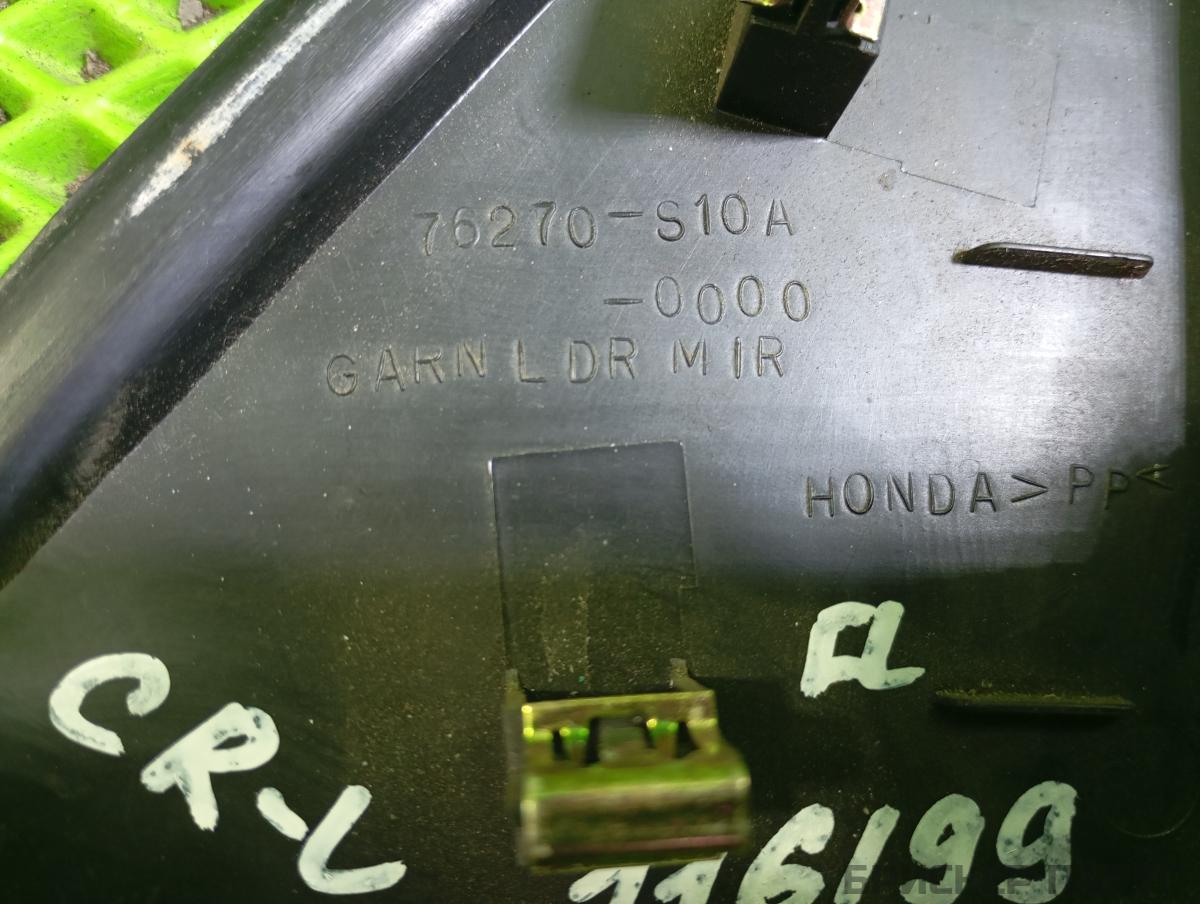 76270-S10A
-0000
GARN L DR MIR
HONDA >PP<
CR-V
116199